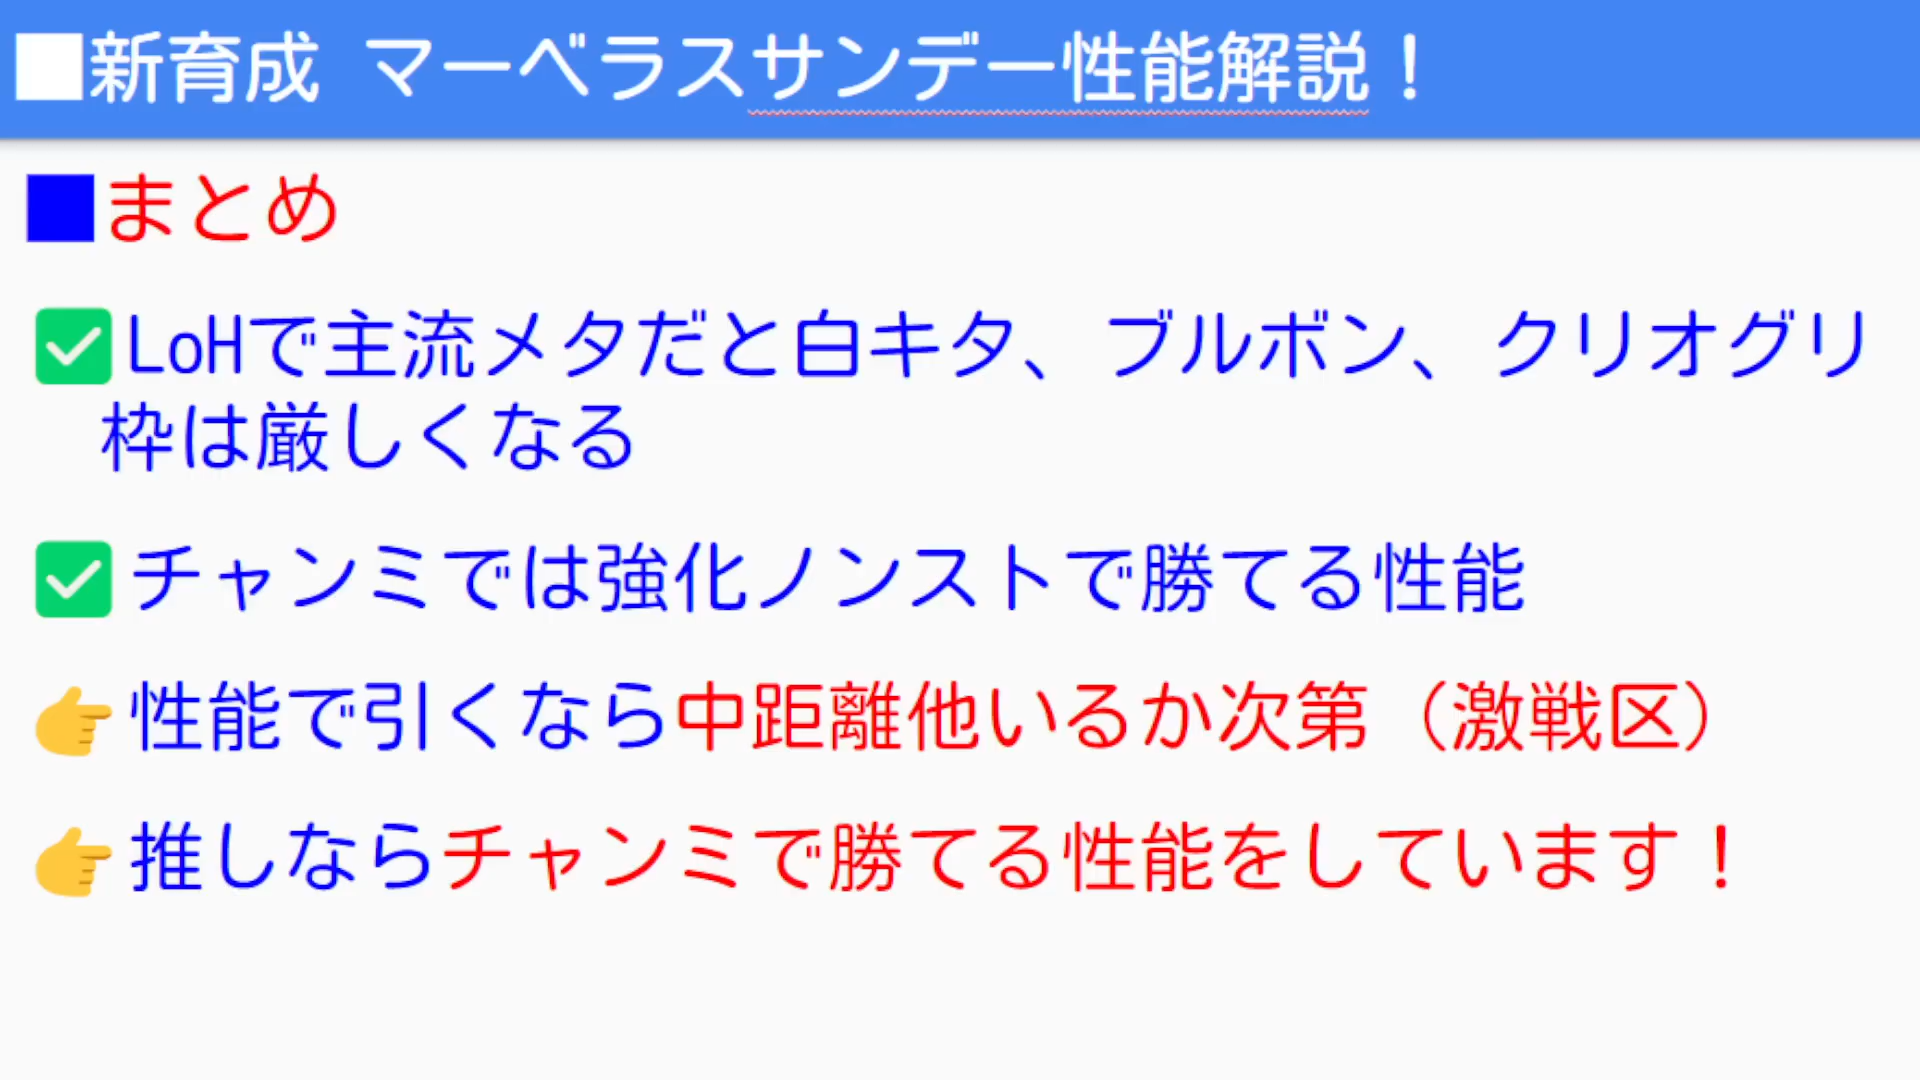 ■新育成 マーベラスサンデー性能解説！
■まとめ
✅LoHで主流メタだと白キタ、ブルボン、クリオグリ
枠は厳しくなる
✅チャンミでは強化ノンストで勝てる性能
👉性能で引くなら中距離他いるか次第（激戦区）
👉推しならチャンミで勝てる性能をしています！